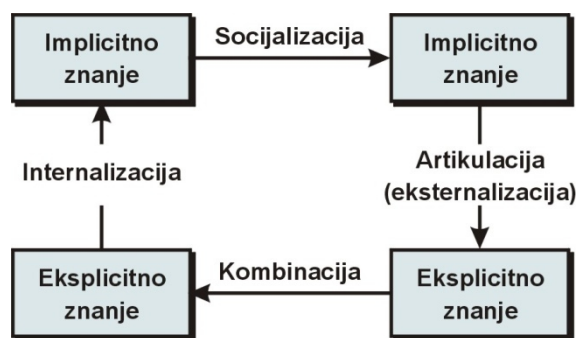 Implicitno
znanje
Socijalizacija
Implicitno
znanje
Internalizacija
Artikulacija
(eksternalizacija)
Eksplicitno
znanje
Kombinacija
Eksplicitno
znanje